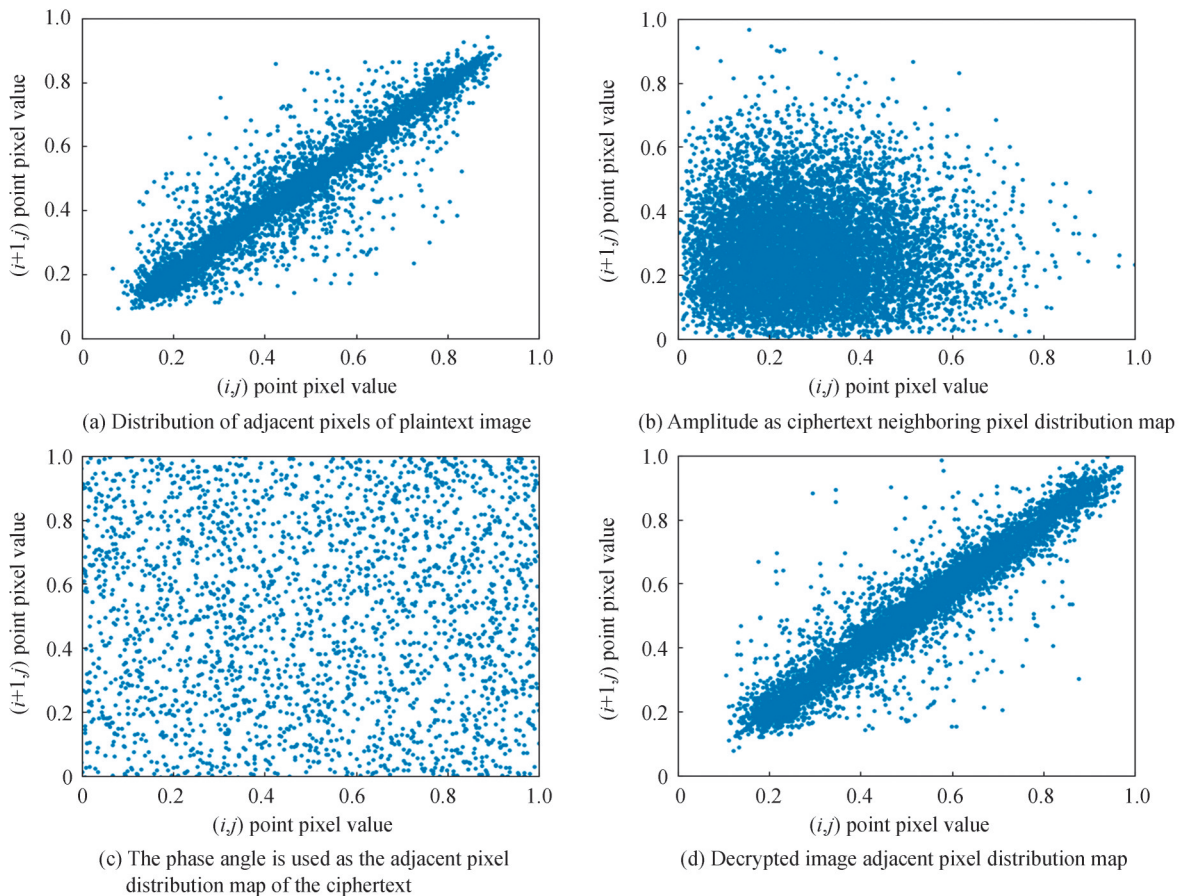 1.0
0.8
0.6
0.4
0.2
0
(i+1,j) point pixel value
0 0.2 0.4 0.6 0.8 1.0
(i,j) point pixel value
(a) Distribution of adjacent pixels of plaintext image
1.0
0.8
0.6
0.4
0.2
0
(i+1,j) point pixel value
0 0.2 0.4 0.6 0.8 1.0
(i,j) point pixel value
(b) Amplitude as ciphertext neighboring pixel distribution map
1.0
0.8
0.6
0.4
0.2
0
(i+1,j) point pixel value
0 0.2 0.4 0.6 0.8 1.0
(i,j) point pixel value
(c) The phase angle is used as the adjacent pixel
distribution map of the ciphertext
1.0
0.8
0.6
0.4
0.2
0
(i+1,j) point pixel value
0 0.2 0.4 0.6 0.8 1.0
(i,j) point pixel value
(d) Decrypted image adjacent pixel distribution map